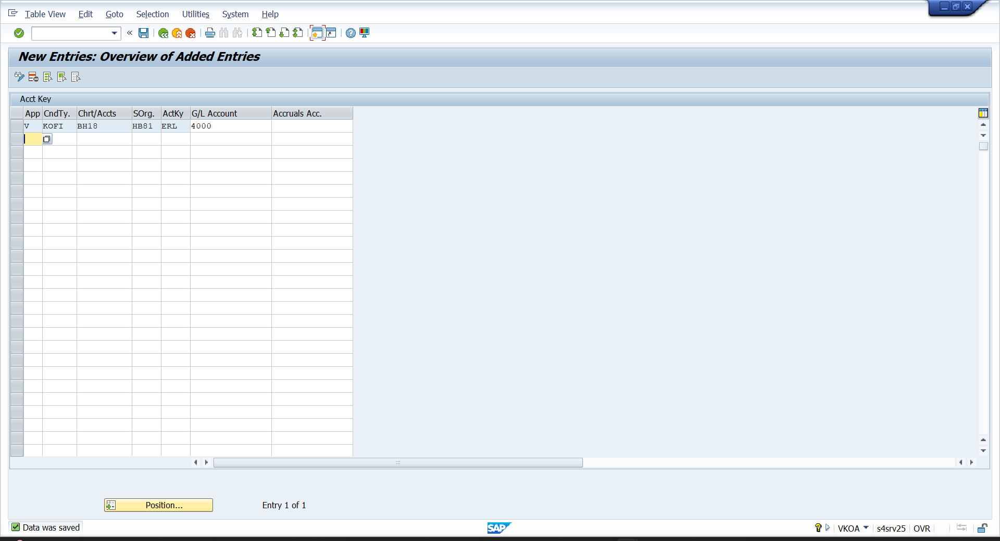 Table View Edit Goto Selection Utilities System Help
New Entries: Overview of Added Entries
Acct Key
App CndTy. Chrt/Accts SOrg. ActKy G/L Account Accruals Acc.
V KOFI BH18 HB81 ERL 4000
Position... Entry 1 of 1
Data was saved SAP VKOA s4srv25 OVR